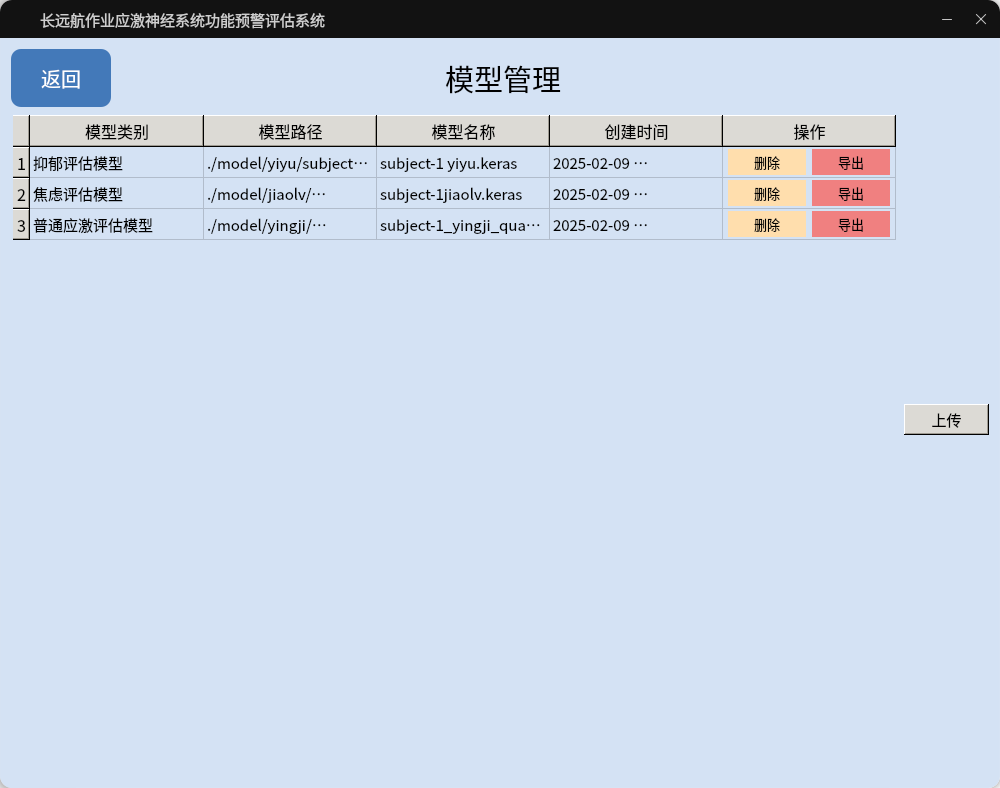 长远航作业应激神经系统功能预警评估系统
返回
模型管理
模型类别 模型路径 模型名称 创建时间 操作
1 抑郁评估模型 ./model/yiyu/subject··· subject-1 yiyu.keras 2025-02-09 ··· 删除 导出
2 焦虑评估模型 ./model/jiaolv/··· subject-1jiaolv.keras 2025-02-09 ··· 删除 导出
3 普通应激评估模型 ./model/yingji/··· subject-1_yingji_qua··· 2025-02-09 ··· 删除 导出
上传